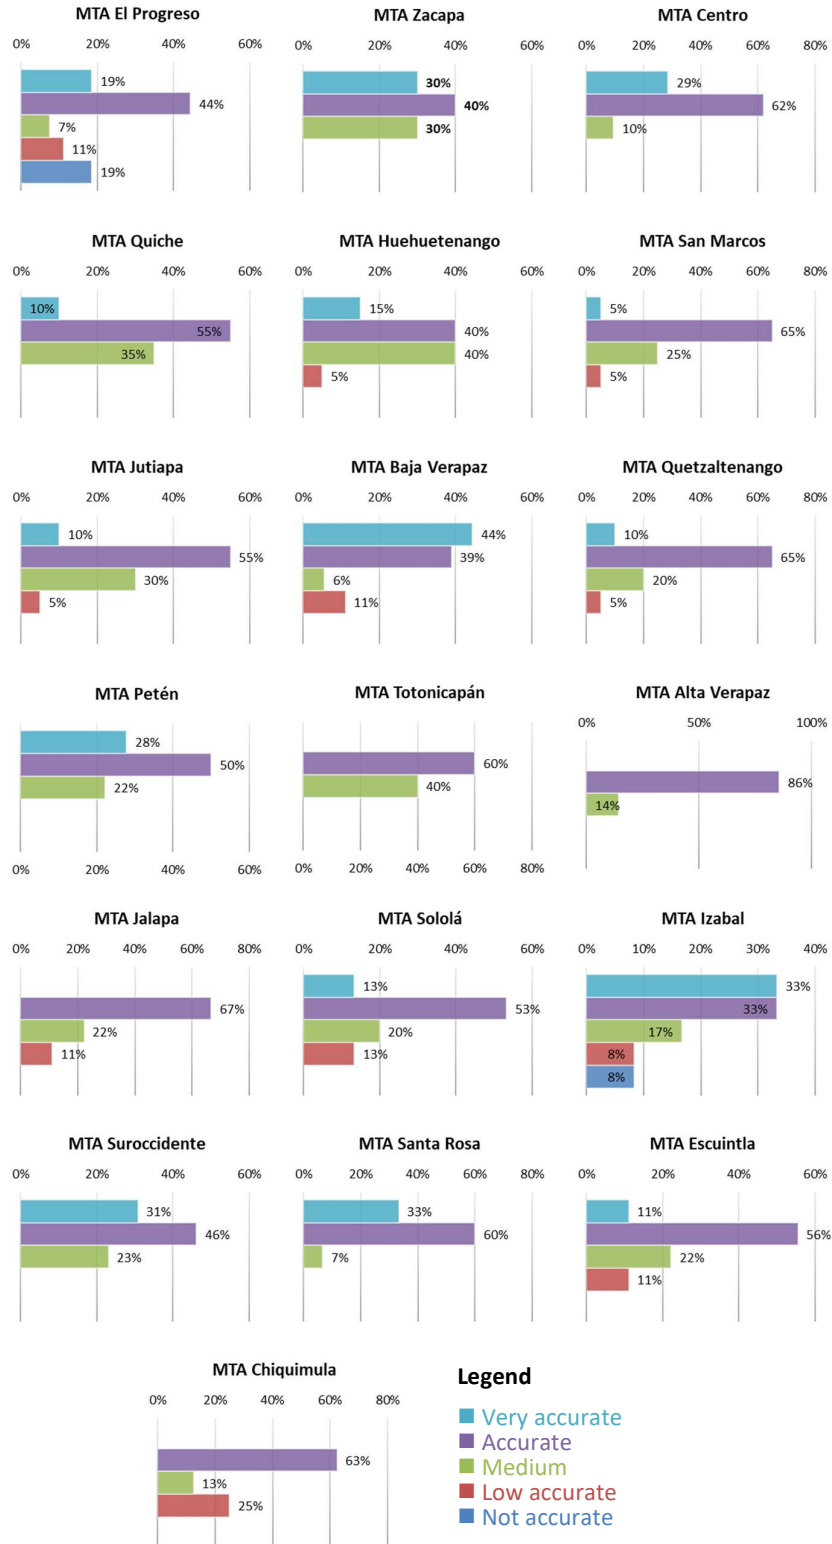 MTA El Progreso
0% 20% 40% 60%
19%
44%
7%
11%
19%
MTA Zacapa
0% 20% 40% 60%
30%
40%
30%
MTA Centro
0% 20% 40% 60% 80%
29%
62%
10%
MTA Quiche
0% 20% 40% 60%
10%
55%
35%
MTA Huehuetenango
0% 20% 40% 60%
15%
40%
40%
5%
MTA San Marcos
0% 20% 40% 60% 80%
5%
65%
25%
5%
MTA Jutiapa
0% 20% 40% 60%
10%
55%
30%
5%
MTA Baja Verapaz
0% 20% 40% 60%
44%
39%
6%
11%
MTA Quetzaltenango
0% 20% 40% 60% 80%
10%
65%
20%
5%
MTA Petén
28%
50%
22%
0% 20% 40% 60%
MTA Totonicapán
60%
40%
0% 20% 40% 60% 80%
MTA Alta Verapaz
0% 50% 100%
86%
14%
MTA Jalapa
0% 20% 40% 60% 80%
67%
22%
11%
MTA Sololá
0% 20% 40% 60%
13%
53%
20%
13%
MTA Izabal
0% 10% 20% 30% 40%
33%
33%
17%
8%
8%
MTA Suroccidente
0% 20% 40% 60%
31%
46%
23%
MTA Santa Rosa
0% 20% 40% 60% 80%
33%
60%
7%
MTA Escuintla
0% 20% 40% 60%
11%
56%
22%
11%
MTA Chiquimula
0% 20% 40% 60% 80%
63%
13%
25%
Legend
Very accurate
Accurate
Medium
Low accurate
Not accurate